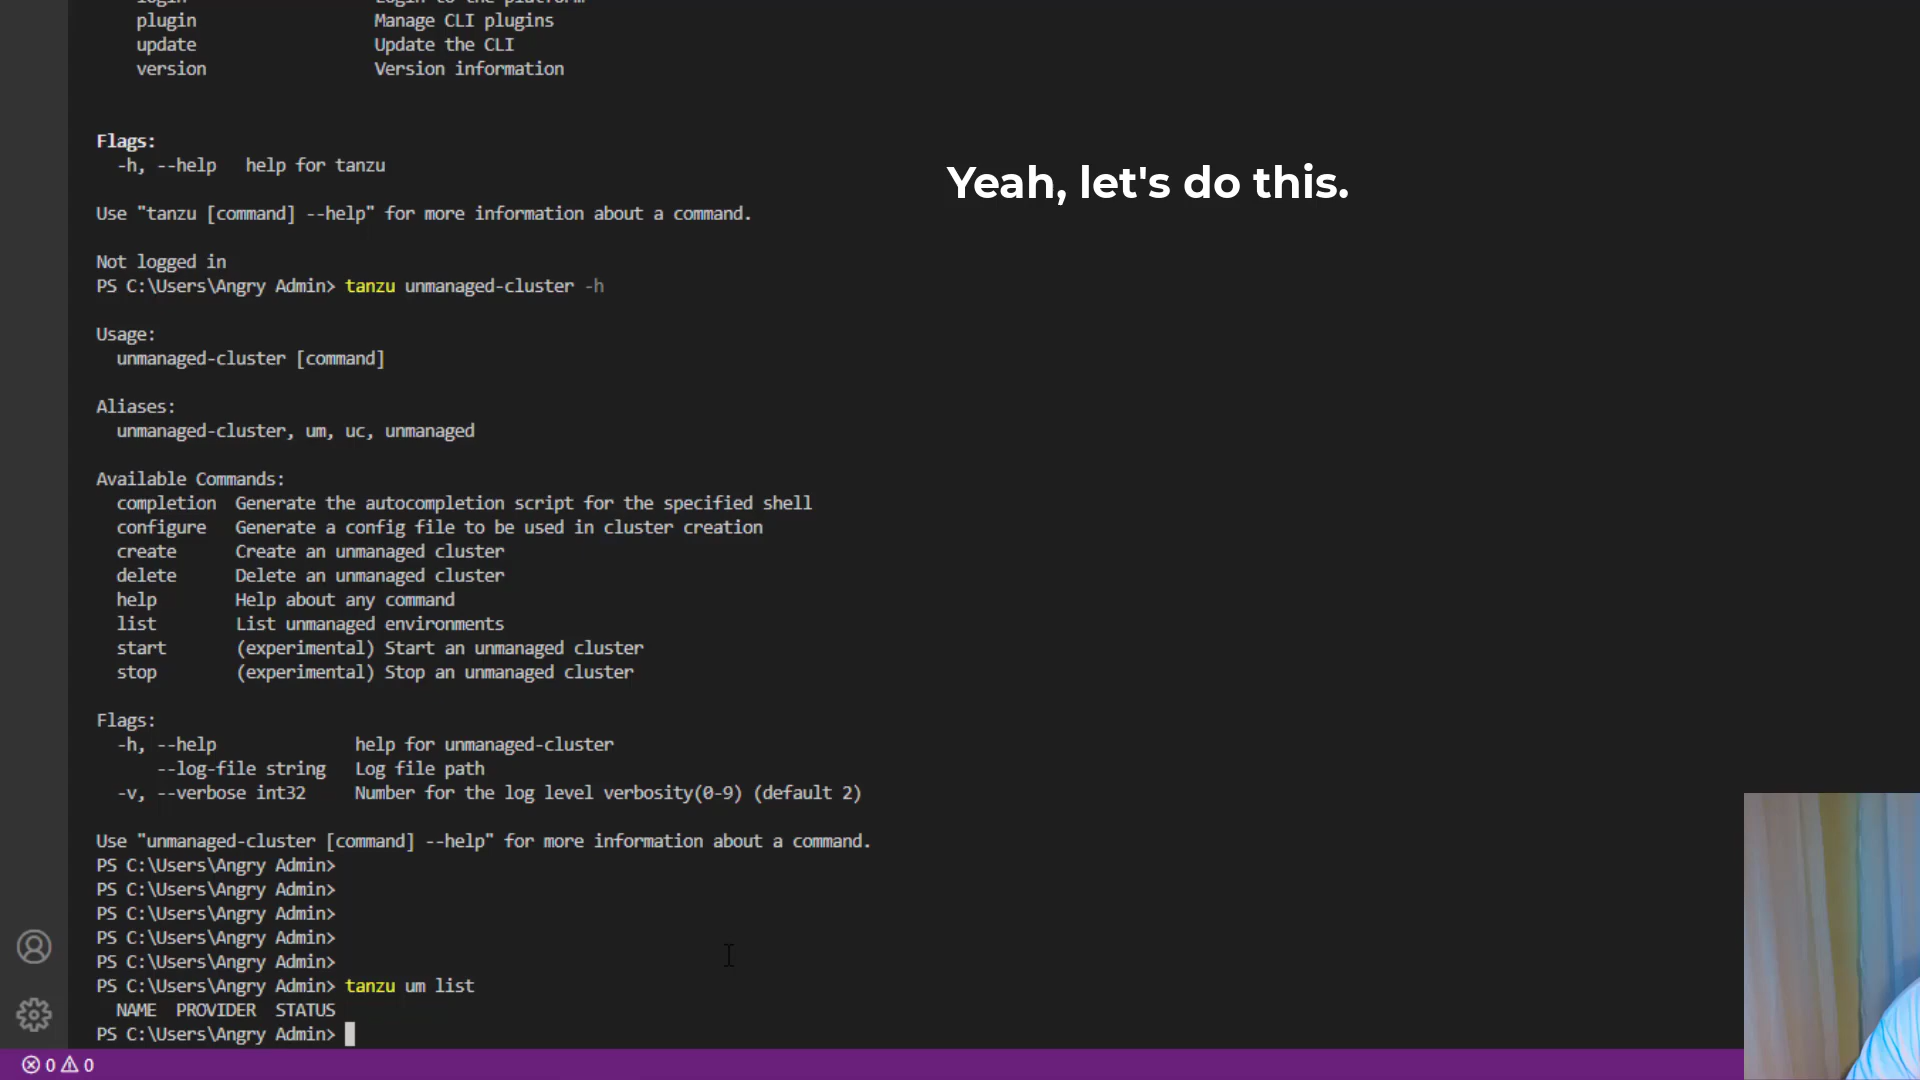 login Login to the platform
plugin Manage CLI plugins
update Update the CLI
version Version information
Flags:
-h, --help help for tanzu
Yeah, let's do this.
Use "tanzu [command] --help" for more information about a command.
Not logged in
PS C:\Users\Angry Admin> tanzu unmanaged-cluster -h
Usage:
unmanaged-cluster [command]
Aliases:
unmanaged-cluster, um, uc, unmanaged
Available Commands:
completion Generate the autocompletion script for the specified shell
configure Generate a config file to be used in cluster creation
create Create an unmanaged cluster
delete Delete an unmanaged cluster
help Help about any command
list List unmanaged environments
start (experimental) Start an unmanaged cluster
stop (experimental) Stop an unmanaged cluster
Flags:
-h, --help help for unmanaged-cluster
--log-file string Log file path
-v, --verbose int32 Number for the log level verbosity(0-9) (default 2)
Use "unmanaged-cluster [command] --help" for more information about a command.
PS C:\Users\Angry Admin>
PS C:\Users\Angry Admin>
PS C:\Users\Angry Admin>
PS C:\Users\Angry Admin>
PS C:\Users\Angry Admin>
PS C:\Users\Angry Admin> tanzu um list
NAME PROVIDER STATUS
PS C:\Users\Angry Admin>
0 0